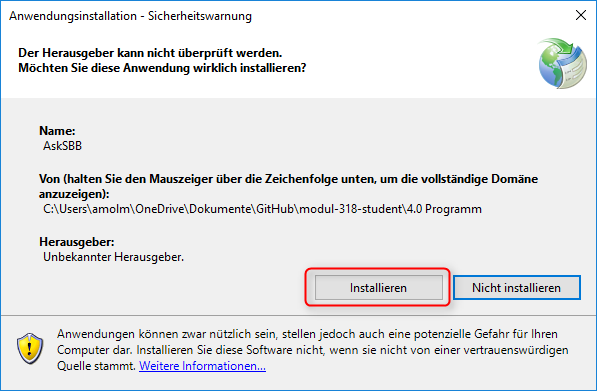 Anwendungsinstallation - Sicherheitswarnung
Der Herausgeber kann nicht überprüft werden.
Möchten Sie diese Anwendung wirklich installieren?
Name:
AskSBB
Von (halten Sie den Mauszeiger über die Zeichenfolge unten, um die vollständige Domäne
anzuzeigen):
C:\Users\amolm\OneDrive\Dokumente\GitHub\modul-318-student\4.0 Programm
Herausgeber:
Unbekannter Herausgeber.
Installieren
Nicht installieren
Anwendungen können zwar nützlich sein, stellen jedoch auch eine potenzielle Gefahr für Ihren
Computer dar. Installieren Sie diese Software nicht, wenn sie nicht von einer vertrauenswürdigen
Quelle stammt. Weitere Informationen...